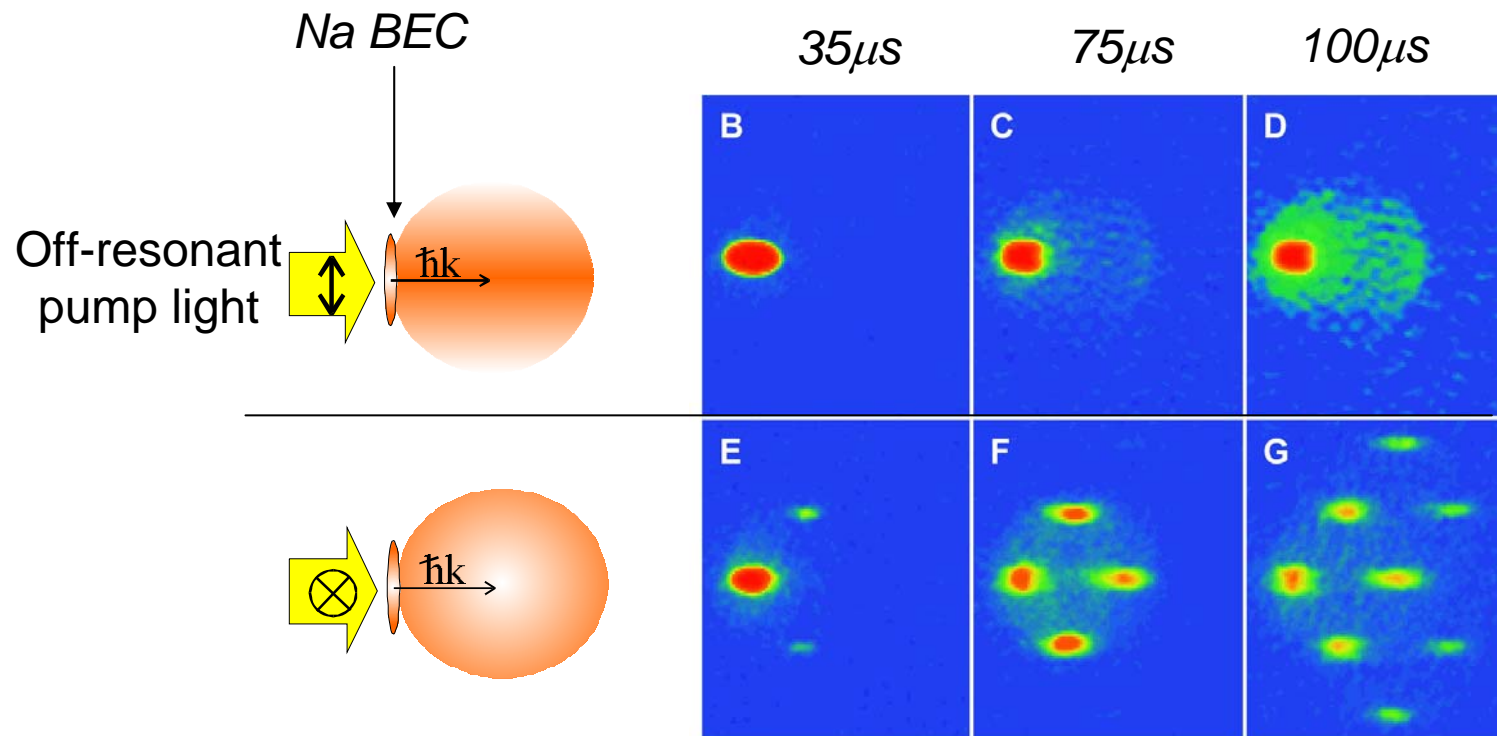 Na BEC
35μs
75μs
100μs
B
C
D
Off-resonant
pump light
ħk
E
F
G
ħk